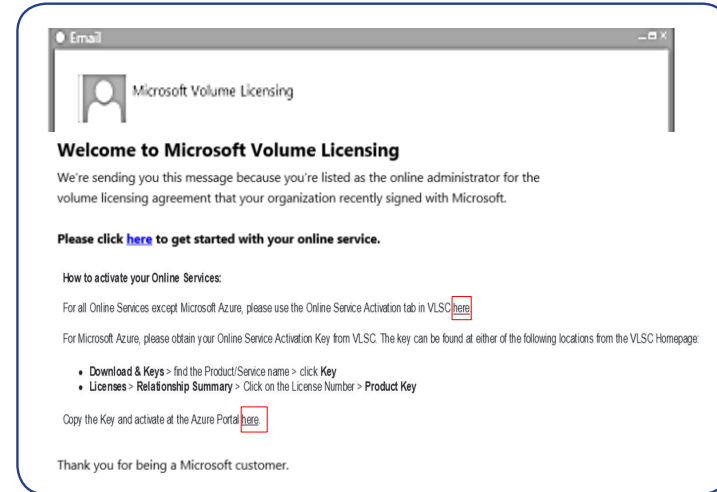 Email
Microsoft Volume Licensing
Welcome to Microsoft Volume Licensing
We're sending you this message because you're listed as the online administrator for the
volume licensing agreement that your organization recently signed with Microsoft.
Please click here to get started with your online service.
How to activate your Online Services:
For all Online Services except Microsoft Azure, please use the Online Service Activation tab in VLSC here.
For Microsoft Azure, please obtain your Online Service Activation Key from VLSC. The key can be found at either of the following locations from the VLSC Homepage:
• Download & Keys > find the Product/Service name > click Key
• Licenses > Relationship Summary > Click on the License Number > Product Key
Copy the Key and activate at the Azure Portal here.
Thank you for being a Microsoft customer.